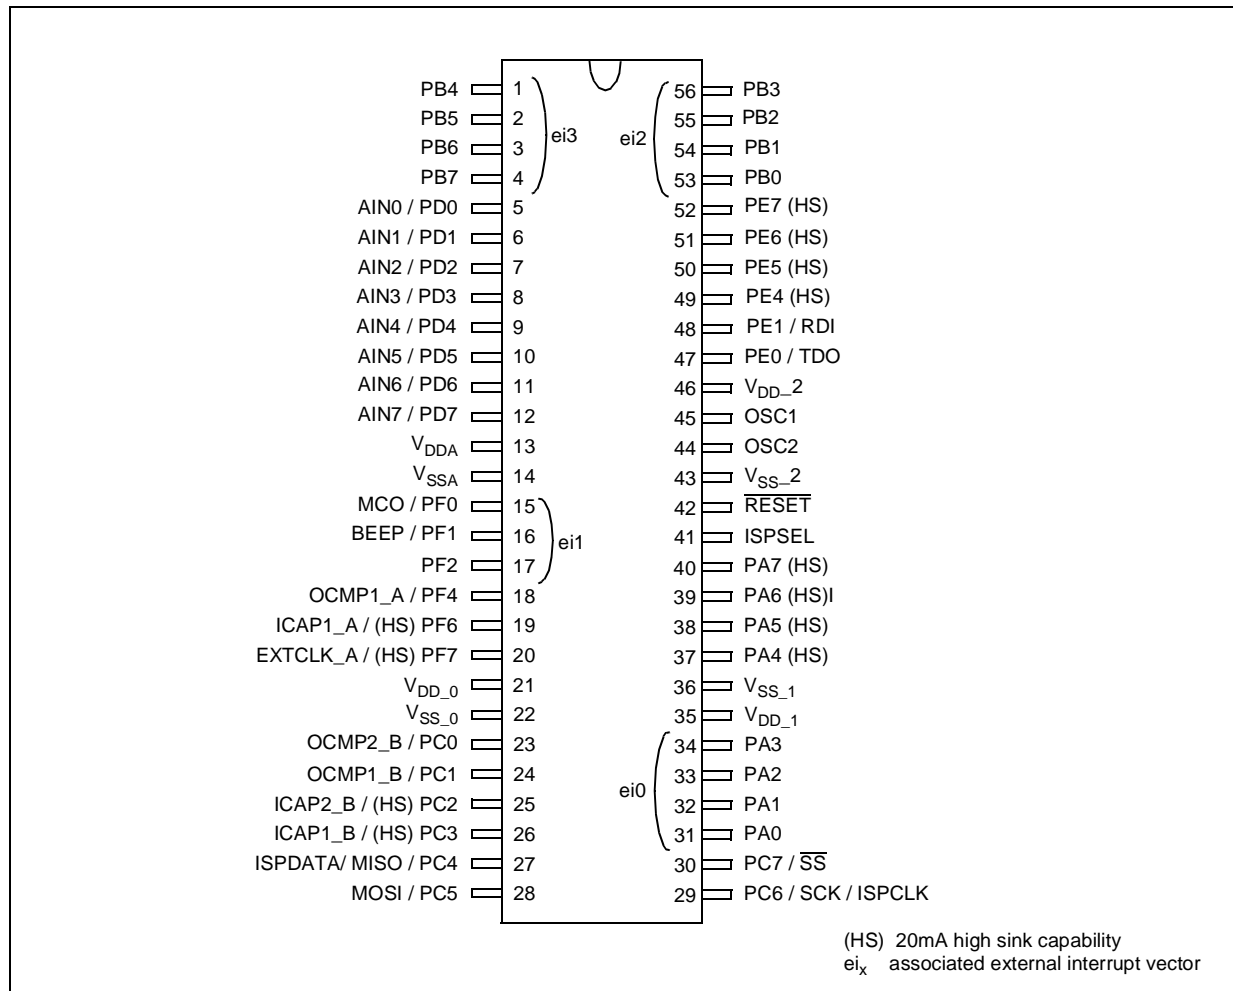 PB4 1 56 PB3
PB5 2 55 PB2
ei3 ei2
PB6 3 54 PB1
PB7 4 53 PB0
AIN0 / PD0 5 52 PE7 (HS)
AIN1 / PD1 6 51 PE6 (HS)
AIN2 / PD2 7 50 PE5 (HS)
AIN3 / PD3 8 49 PE4 (HS)
AIN4 / PD4 9 48 PE1 / RDI
AIN5 / PD5 10 47 PE0 / TDO
AIN6 / PD6 11 46 VDD_2
AIN7 / PD7 12 45 OSC1
VDDA 13 44 OSC2
VSSA 14 43 VSS_2
MCO / PF0 15 42 RESET
BEEP / PF1 16 41 ISPSEL
ei1
PF2 17 40 PA7 (HS)
OCMP1_A / PF4 18 39 PA6 (HS)I
ICAP1_A / (HS) PF6 19 38 PA5 (HS)
EXTCLK_A / (HS) PF7 20 37 PA4 (HS)
VDD_0 21 36 VSS_1
VSS_0 22 35 VDD_1
OCMP2_B / PC0 23 34 PA3
OCMP1_B / PC1 24 33 PA2
ei0
ICAP2_B / (HS) PC2 25 32 PA1
ICAP1_B / (HS) PC3 26 31 PA0
ISPDATA/ MISO / PC4 27 30 PC7 / SS
MOSI / PC5 28 29 PC6 / SCK / ISPCLK
(HS) 20mA high sink capability
eix associated external interrupt vector